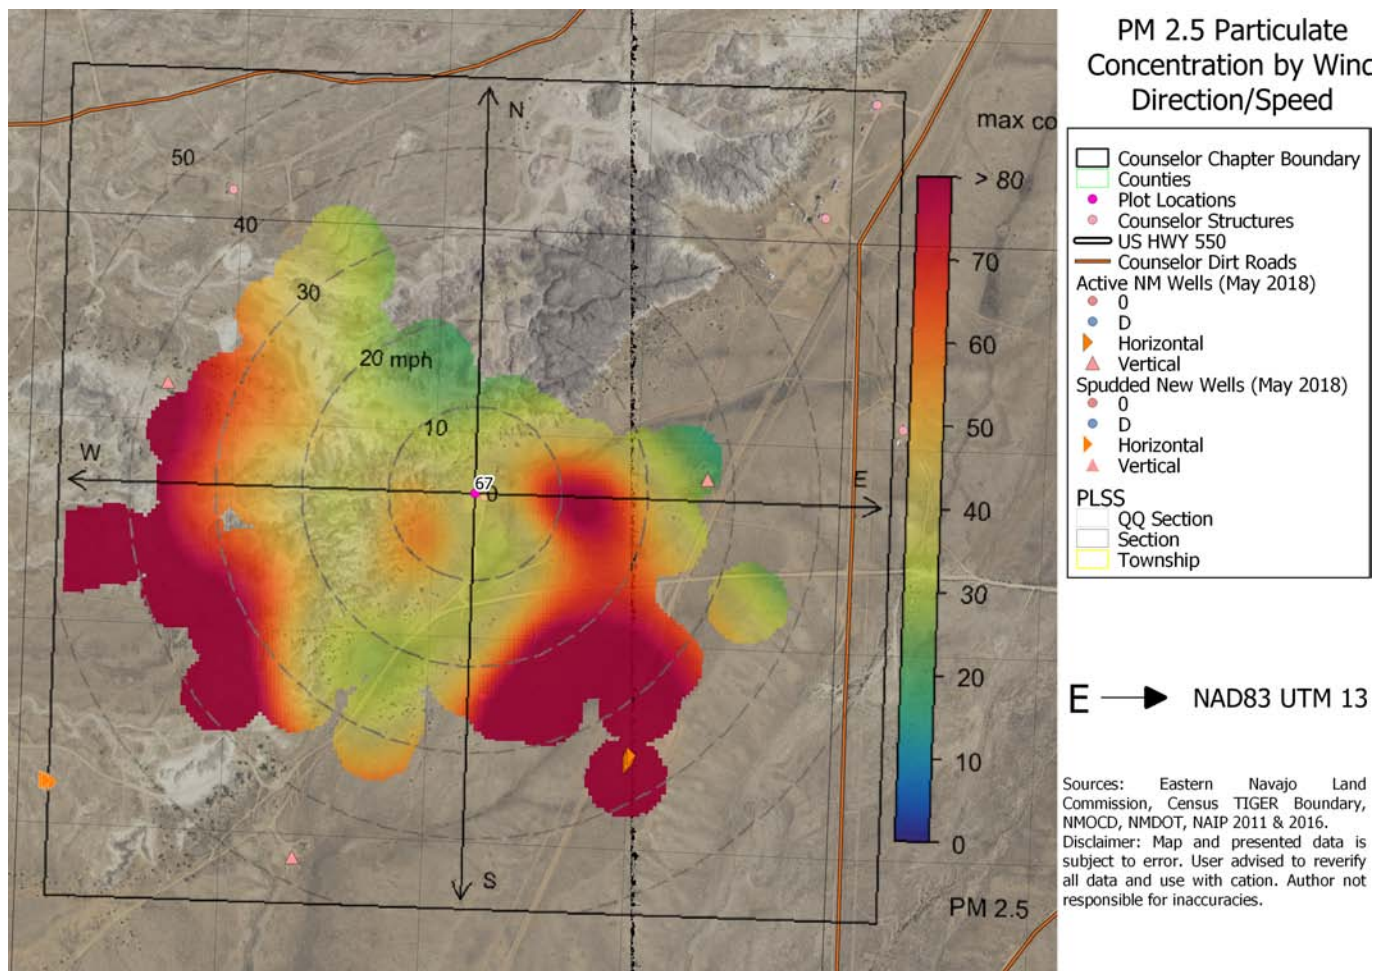 PM 2.5 Particulate
Concentration by Winc
Direction/Speed
Counselor Chapter Boundary
Counties
Plot Locations
Counselor Structures
US HWY 550
Counselor Dirt Roads
Active NM Wells (May 2018)
0
D
Horizontal
Vertical
Spudded New Wells (May 2018)
0
D
Horizontal
Vertical
PLSS
QQ Section
Section
Township
E NAD83 UTM 13
Sources: Eastern Navajo Land
Commission, Census TIGER Boundary,
NMOCD, NMDOT, NAIP 2011 & 2016.
Disclaimer: Map and presented data is
subject to error. User advised to reverify
all data and use with cation. Author not
responsible for inaccuracies.
N
max co
50
40
30
20 mph
10
W
67
0
E
S
> 80
70
60
50
40
30
20
10
0
PM 2.5